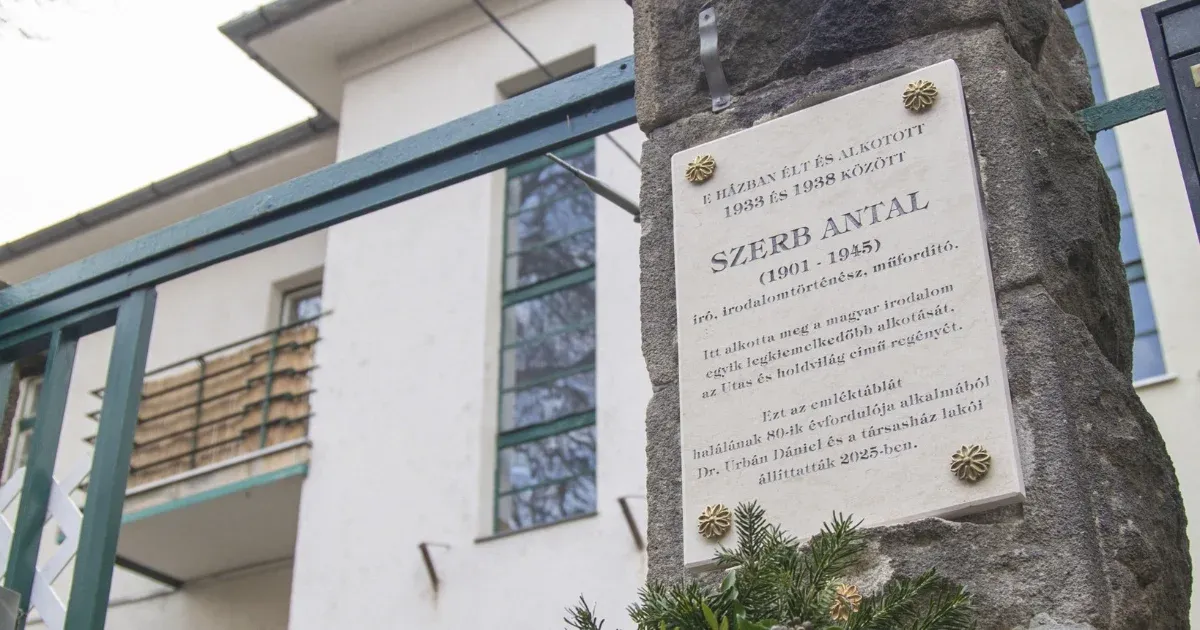 E HÁZBAN ÉLT ÉS ALKOTOTT
1933 ÉS 1938 KÖZÖTT
SZERB ANTAL
(1901 - 1945)
író, irodalomtörténész, műfordító.
Itt alkotta meg a magyar irodalom
egyik legkiemelkedőbb alkotását,
az Utas és holdvilág című regényét.
Ezt az emléktáblát
halálának 80-ik évfordulója alkalmából
Dr. Urbán Dániel és a társasház lakói
állíttatták 2025-ben.